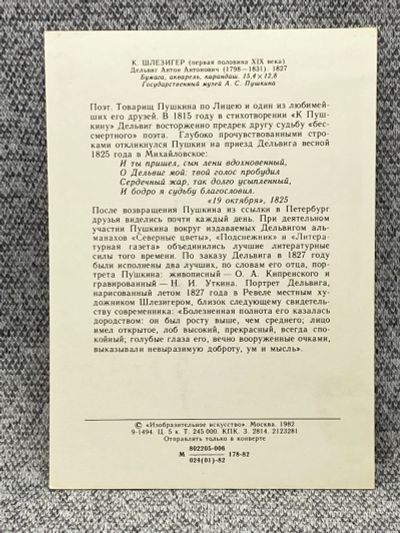 К. ШЛЕЗИГЕР (первая половина XIX века)
Дельвиг Антон Антонович (1798—1831). 1827
Бумага, акварель, карандаш. 15,4×12,8
Государственный музей А. С. Пушкина
Поэт. Товарищ Пушкина по Лицею и один из любимей-
ших его друзей. В 1815 году в стихотворении «К Пуш-
кину» Дельвиг восторженно предрек другу судьбу «бес-
смертного» поэта. Глубоко прочувствованными стро-
ками откликнулся Пушкин на приезд Дельвига весной
1825 года в Михайловское:
И ты пришел, сын лени вдохновенный,
О Дельвиг мой: твой голос пробудил
Сердечный жар, так долго усыпленный,
И бодро я судьбу благословил.
«19 октября», 1825
После возвращения Пушкина из ссылки в Петербург
друзья виделись почти каждый день. При деятельном
участии Пушкина вокруг издаваемых Дельвигом аль-
манахов «Северные цветы», «Подснежник» и «Литера-
турная газета» объединились лучшие литературные
силы того времени. По заказу Дельвига в 1827 году
были исполнены два лучших, по словам его отца, пор-
трета Пушкина: живописный — О. А. Кипренского и
гравированный — Н. И. Уткина. Портрет Дельвига,
нарисованный летом 1827 года в Ревеле местным ху-
дожником Шлезигером, близок следующему свидетель-
ству современника: «Болезненная полнота его казалась
дородством: он был росту выше, чем среднего; лицо
имел открытое, лоб высокий, прекрасный, всегда спо-
койный; голубые глаза его, вечно вооруженные очками,
выказывали невыразимую доброту, ум и мысль».
© «Изобразительное искусство». Москва. 1982
9-1494. Ц. 5 к. Т. 245 000. КПК. З. 2814. 2123281
Отправлять только в конверте
802205-006
М 178-82
024(01)-82